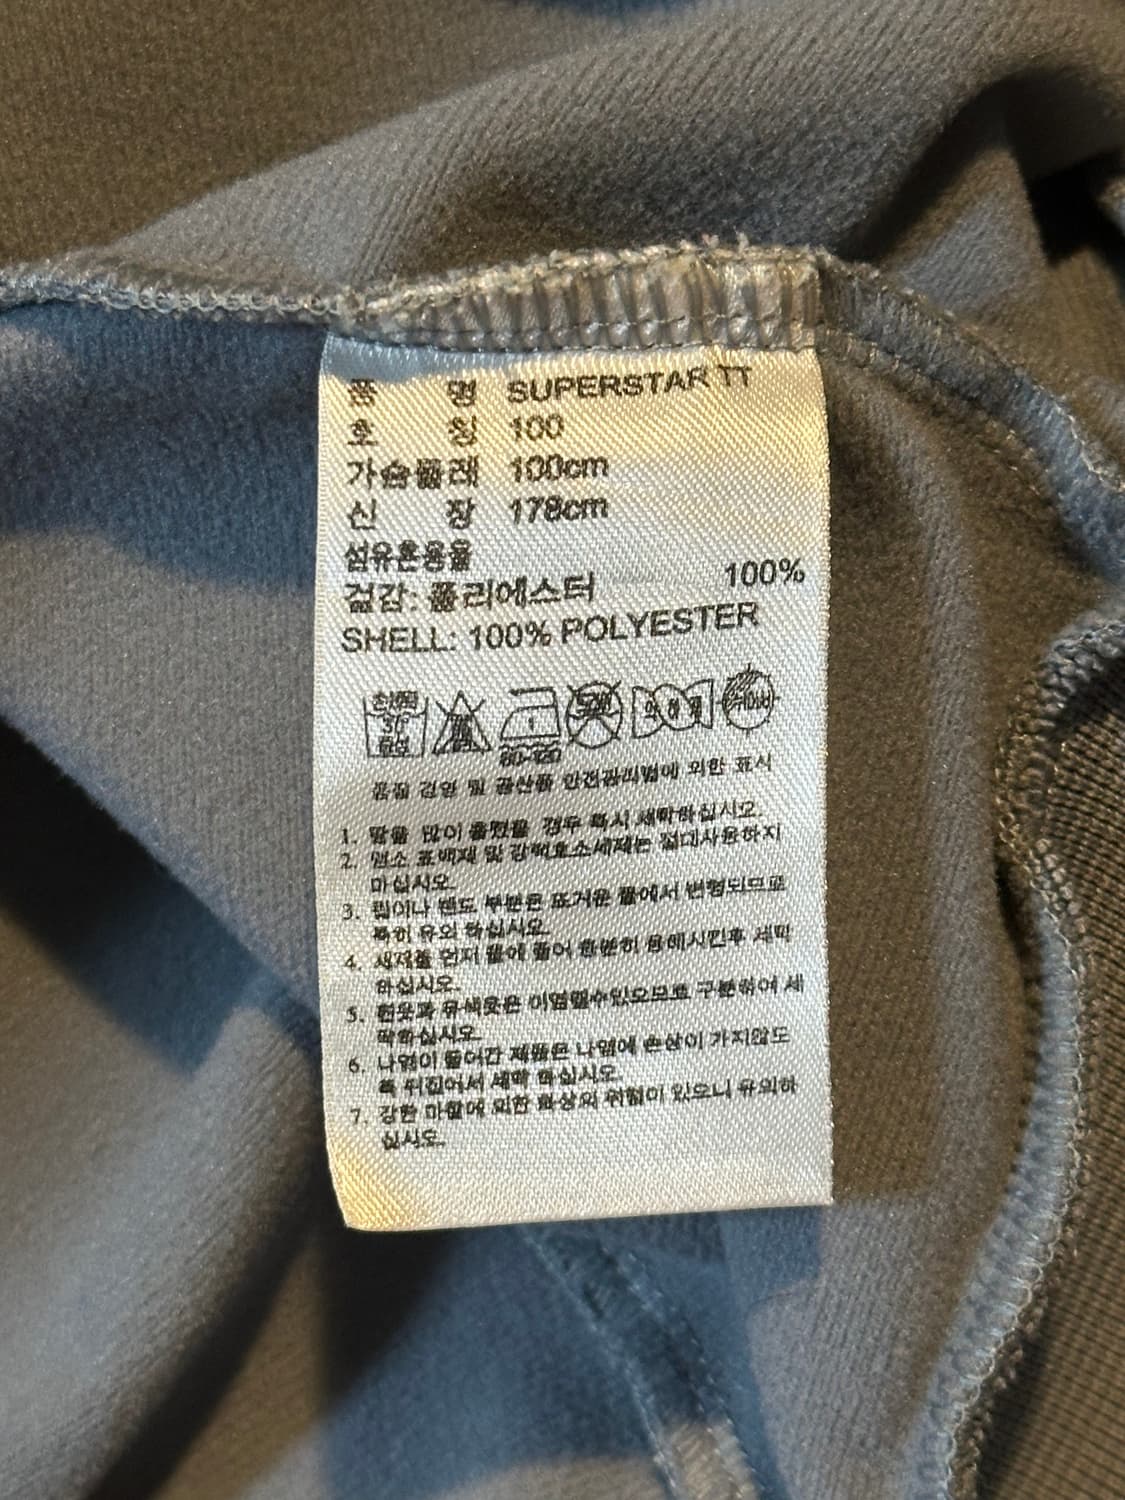 품 명 SUPERSTAR TT
호 칭 100
가슴둘레 100cm
신 장 178cm
섬유혼용율
겉감: 폴리에스터 100%
SHELL: 100% POLYESTER
80~120
품질 경영 및 공산품 안전관리법에 의한 표시
1. 땀을 많이 흘렸을 경우 즉시 세탁하십시오.
2. 염소 표백제 및 강력효소세제는 절대사용하지
마십시오.
3. 립이나 밴드 부분은 뜨거운 물에서 변형되므로
특히 유의 하십시오.
4. 세제를 먼저 물에 풀어 충분히 용해시킨후 세탁
하십시오.
5. 흰옷과 유색옷은 이염될수있으므로 구분하여 세
탁하십시오.
6. 나염이 들어간 제품은 나염에 손상이 가지않도
록 뒤집어서 세탁 하십시오.
7. 강한 마찰에 의한 화상의 위험이 있으니 유의하
십시오.